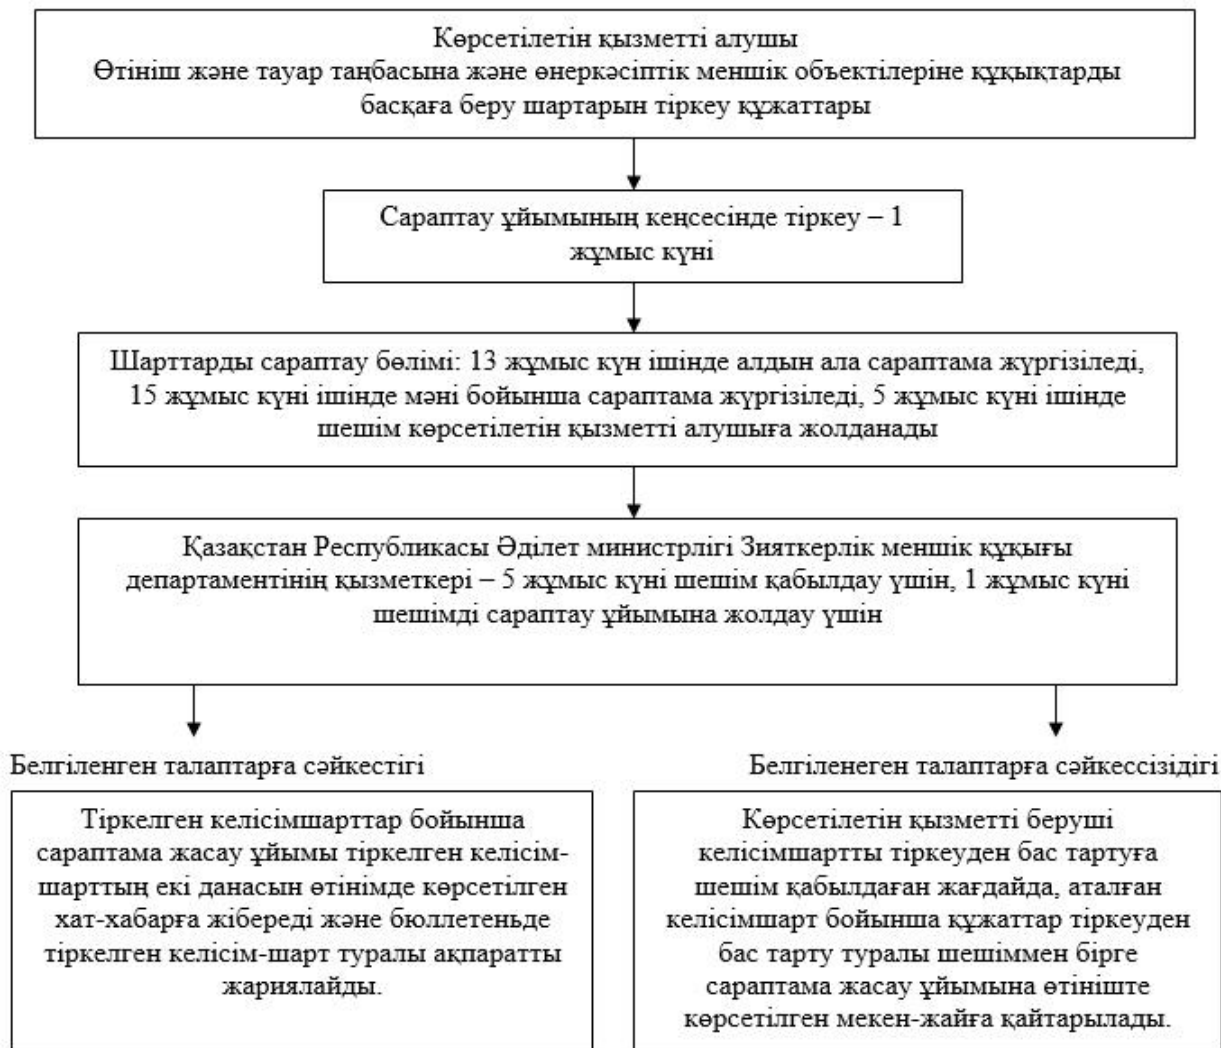 Көрсетілетін қызметті алушы
Өтініш және тауар таңбасына және өнеркәсіптік меншік объектілеріне құқықтарды
басқаға беру шартарын тіркеу құжаттары
Сараптау ұйымының кеңсесінде тіркеу – 1
жұмыс күні
Шарттарды сараптау бөлімі: 13 жұмыс күн ішінде алдын ала сараптама жүргізіледі,
15 жұмыс күні ішінде мәні бойынша сараптама жүргізіледі, 5 жұмыс күні ішінде
шешім көрсетілетін қызметті алушыға жолданады
Қазақстан Республикасы Әділет министрлігі Зияткерлік меншік құқығы
департаментінің қызметкері – 5 жұмыс күні шешім қабылдау үшін, 1 жұмыс күні
шешімді сараптау ұйымына жолдау үшін
Белгіленген талаптарға сәйкестігі
Тіркелген келісімшарттар бойынша
сараптама жасау ұйымы тіркелген келісім-
шарттың екі данасын өтінімде көрсетілген
хат-хабарға жібереді және бюллетеньде
тіркелген келісім-шарт туралы ақпаратты
жариялайды.
Белгіленеген талаптарға сәйкессізідігі
Көрсетілетін қызметті беруші
келісімшартты тіркеуден бас тартуға
шешім қабылдаған жағдайда, аталған
келісімшарт бойынша құжаттар тіркеуден
бас тарту туралы шешіммен бірге
сараптама жасау ұйымына өтініште
көрсетілген мекен-жайға қайтарылады.